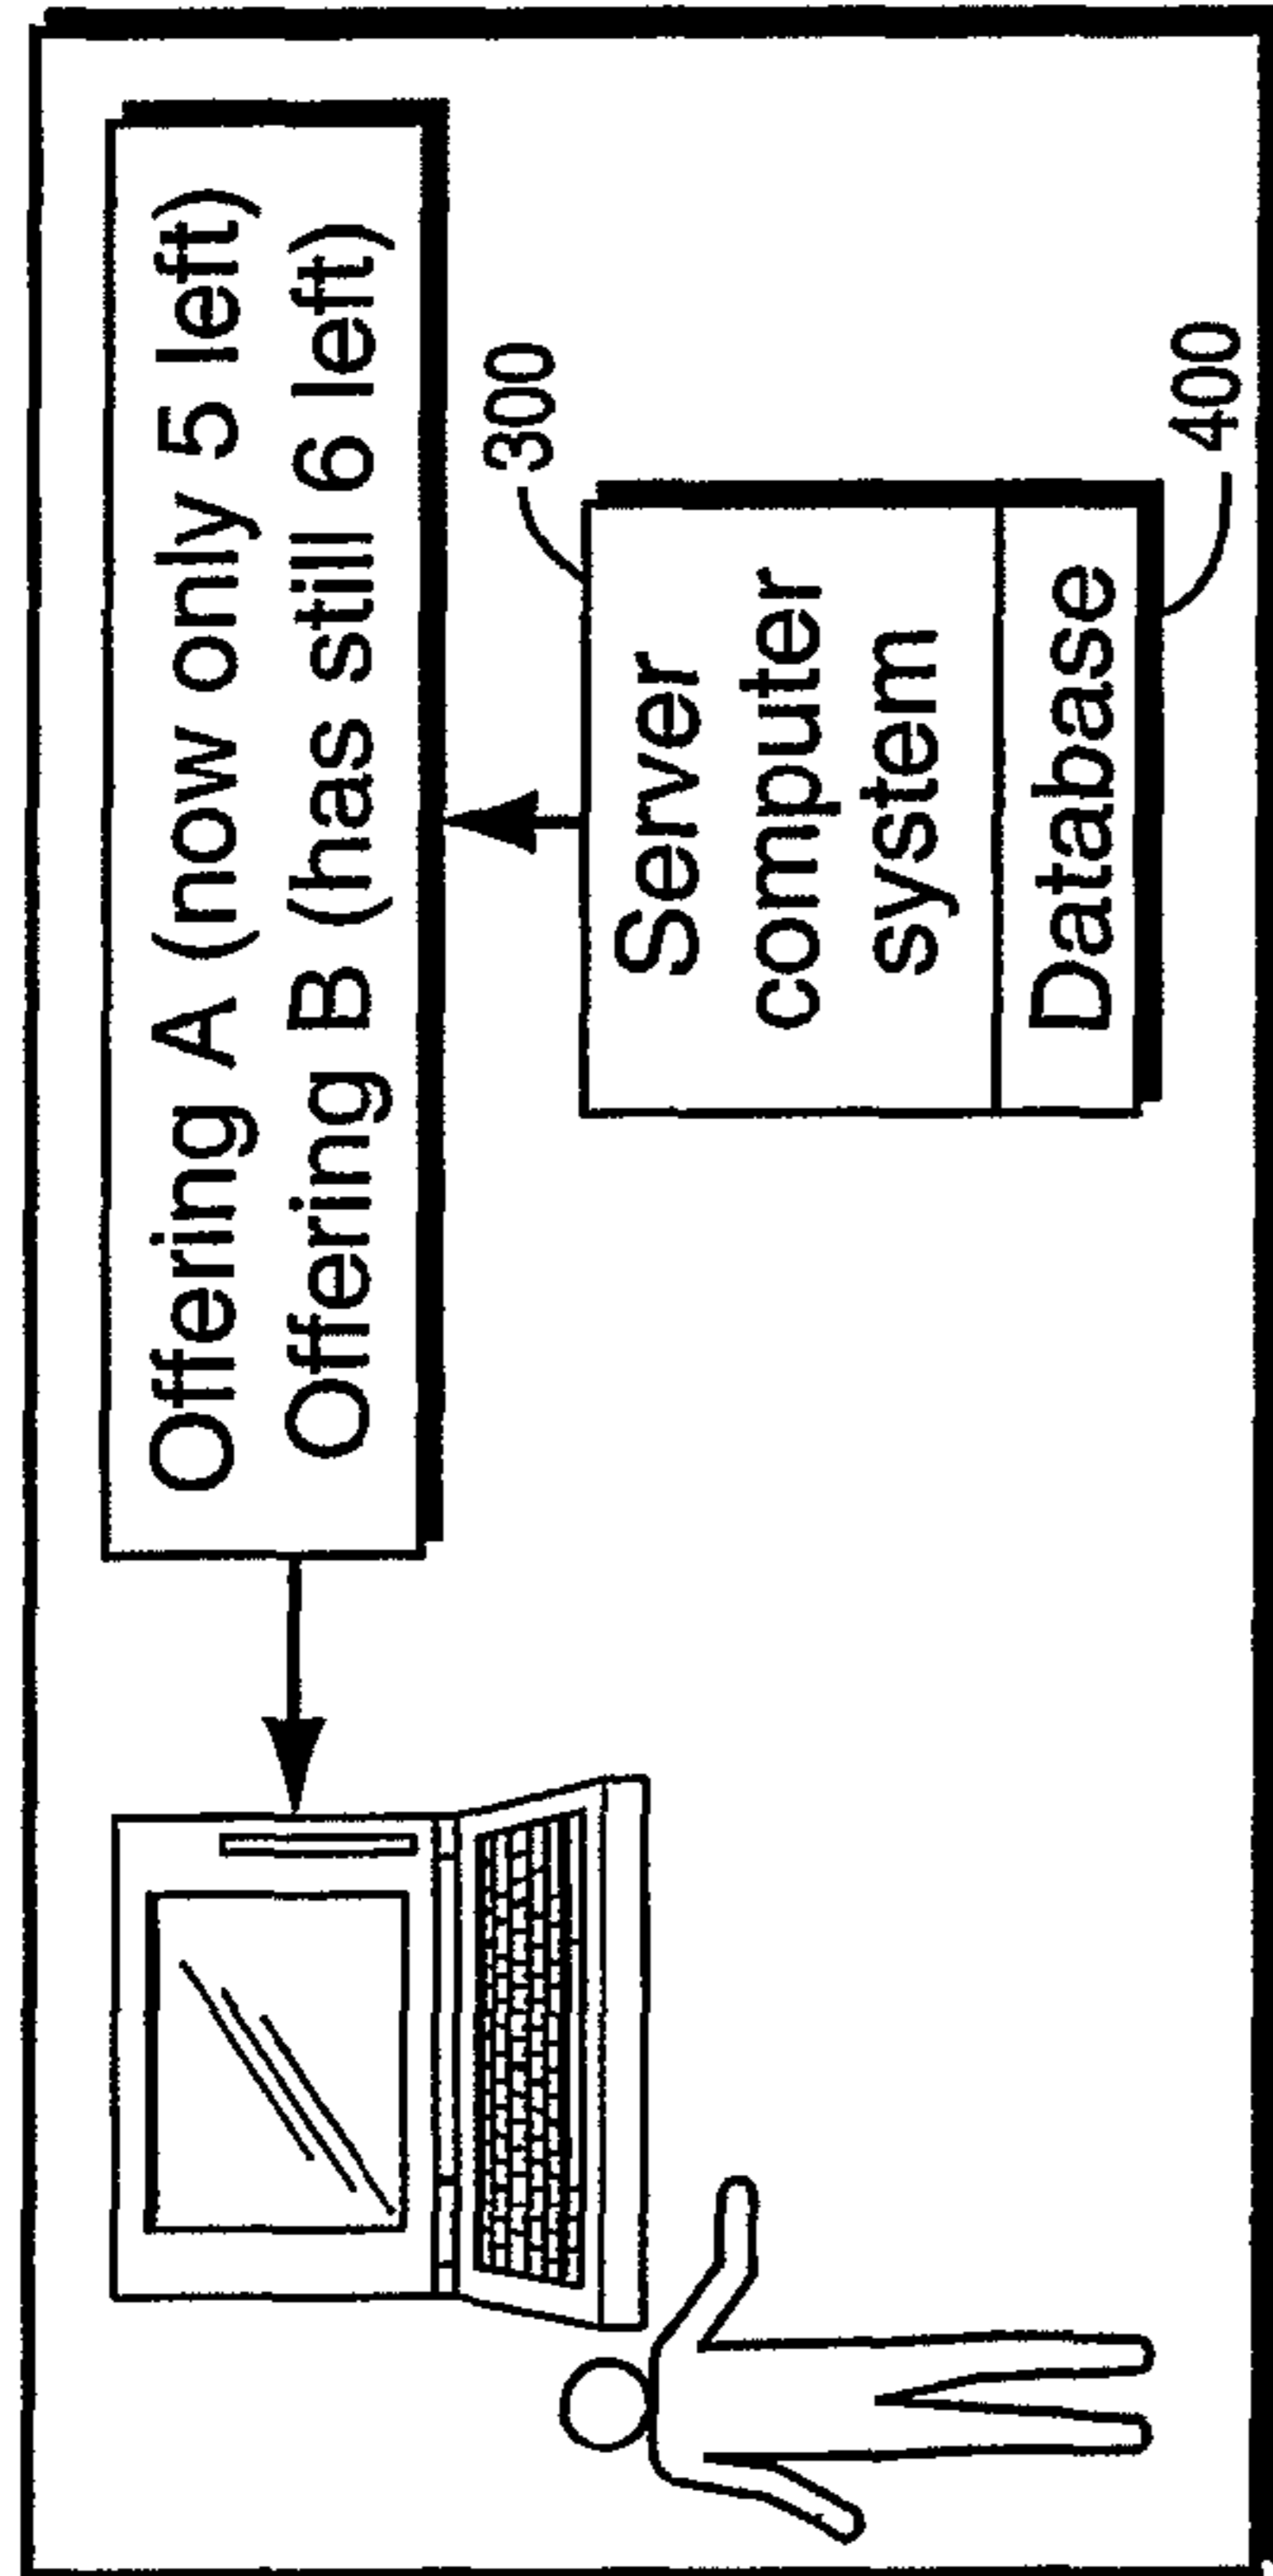 Offering A (now only 5 left)
Offering B (has still 6 left)
300
Server
computer
system
Database
400